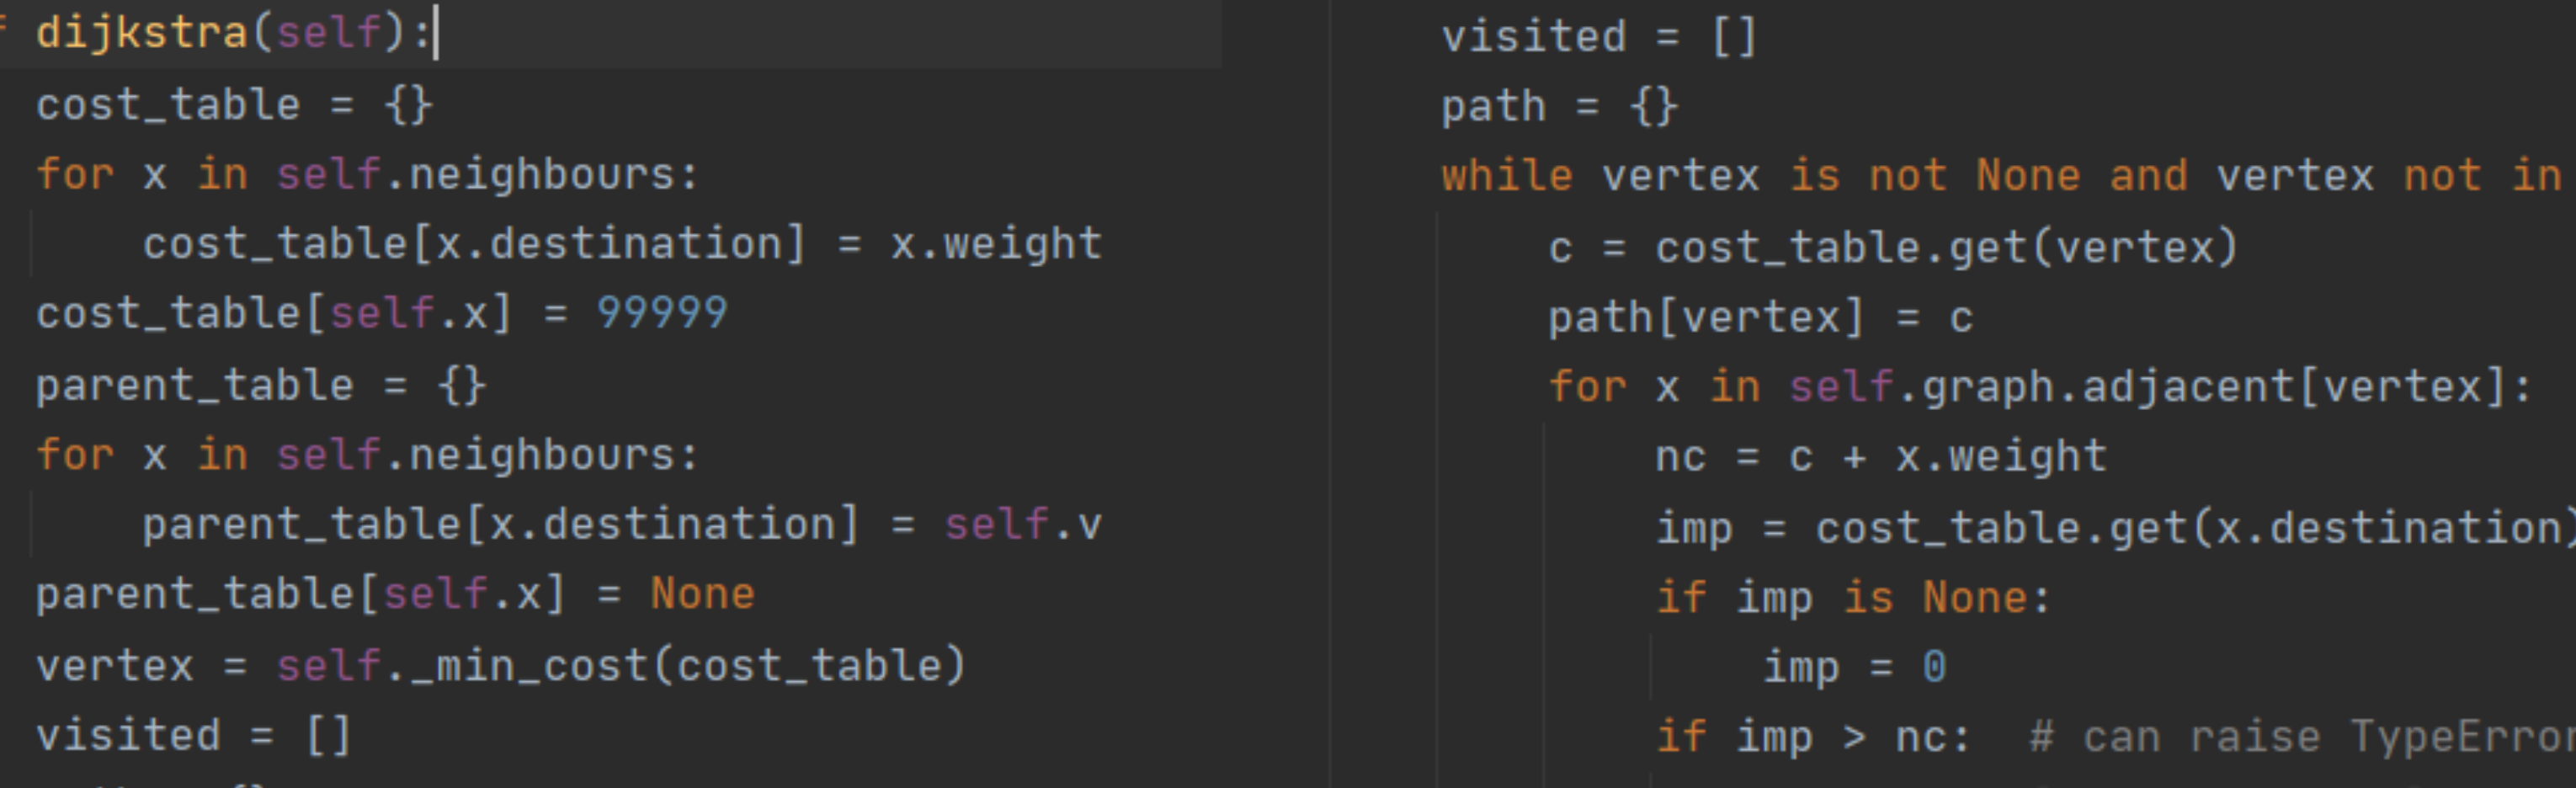 dijkstra(self):
cost_table = {}
for x in self.neighbours:
cost_table[x.destination] = x.weight
cost_table[self.x] = 99999
parent_table = {}
for x in self.neighbours:
parent_table[x.destination] = self.v
parent_table[self.x] = None
vertex = self._min_cost(cost_table)
visited = []
visited = []
path = {}
while vertex is not None and vertex not in
c = cost_table.get(vertex)
path[vertex] = c
for x in self.graph.adjacent[vertex]:
nc = c + x.weight
imp = cost_table.get(x.destination)
if imp is None:
imp = 0
if imp > nc:  # can raise TypeError